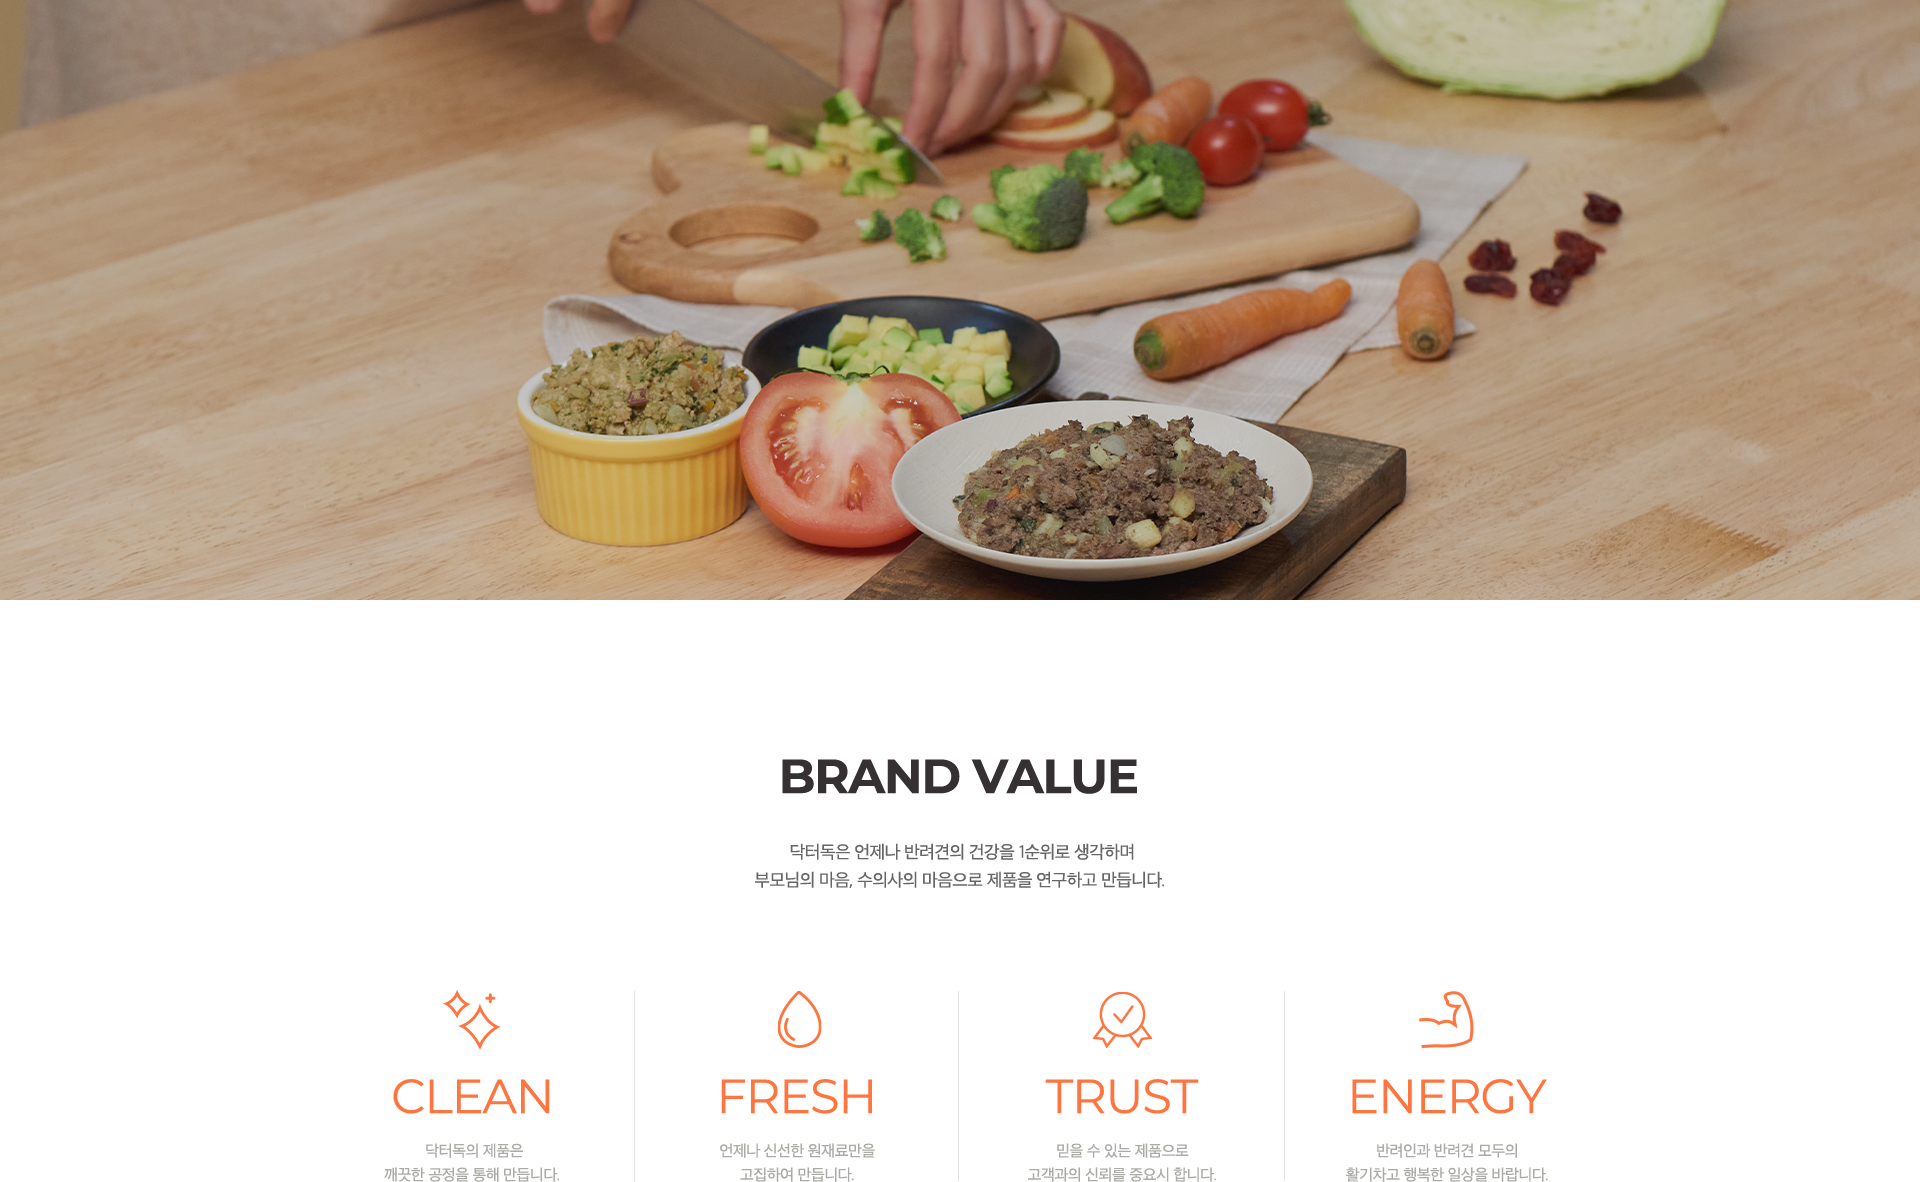 BRAND VALUE
닥터독은 언제나 반려견의 건강을 1순위로 생각하며
부모님의 마음, 수의사의 마음으로 제품을 연구하고 만듭니다.
CLEAN
닥터독의 제품은
깨끗한 공정을 통해 만듭니다.
FRESH
언제나 신선한 원재료만을
고집하여 만듭니다.
TRUST
믿을 수 있는 제품으로
고객과의 신뢰를 중요시 합니다.
ENERGY
반려인과 반려견 모두의
활기차고 행복한 일상을 바랍니다.